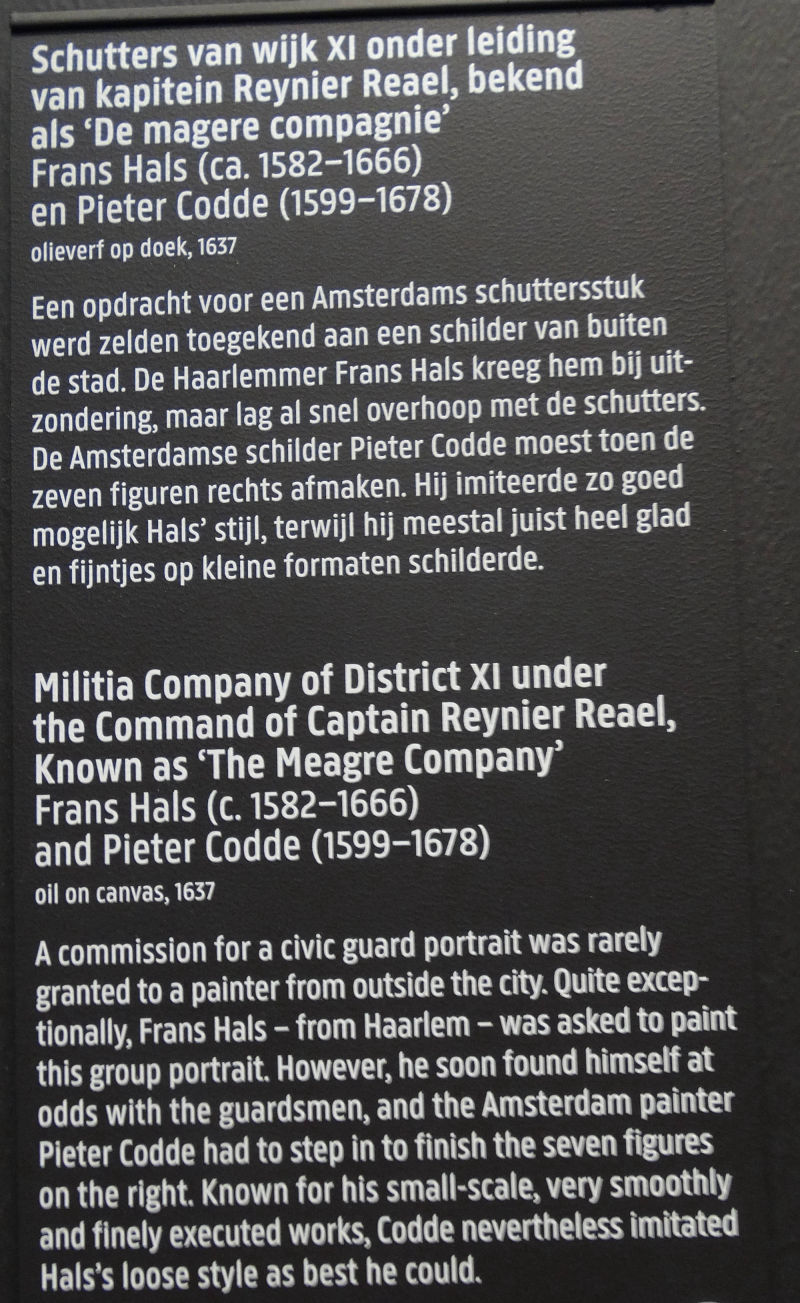 Schutters van wijk XI onder leiding
van kapitein Reynier Reael, bekend
als ‘De magere compagnie’
Frans Hals (ca. 1582–1666)
en Pieter Codde (1599–1678)
olieverf op doek, 1637
Een opdracht voor een Amsterdams schuttersstuk
werd zelden toegekend aan een schilder van buiten
de stad. De Haarlemmer Frans Hals kreeg hem bij uit-
zondering, maar lag al snel overhoop met de schutters.
De Amsterdamse schilder Pieter Codde moest toen de
zeven figuren rechts afmaken. Hij imiteerde zo goed
mogelijk Hals’ stijl, terwijl hij meestal juist heel glad
en fijntjes op kleine formaten schilderde.
Militia Company of District XI under
the Command of Captain Reynier Reael,
Known as ‘The Meagre Company’
Frans Hals (c. 1582–1666)
and Pieter Codde (1599–1678)
oil on canvas, 1637
A commission for a civic guard portrait was rarely
granted to a painter from outside the city. Quite excep-
tionally, Frans Hals – from Haarlem – was asked to paint
this group portrait. However, he soon found himself at
odds with the guardsmen, and the Amsterdam painter
Pieter Codde had to step in to finish the seven figures
on the right. Known for his small-scale, very smoothly
and finely executed works, Codde nevertheless imitated
Hals’s loose style as best he could.